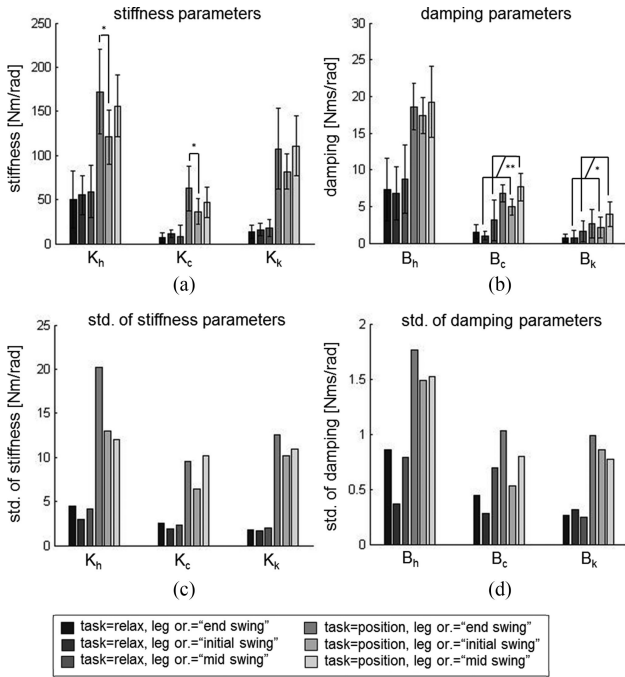 stiffness parameters
damping parameters
stiffness [Nm/rad]
250
200
150
100
50
0
*
*
K_h
K_c
K_k
(a)
damping [Nms/rad]
30
25
20
15
10
5
0
**
*
B_h
B_c
B_k
(b)
std. of stiffness parameters
std. of damping parameters
std. of stiffness [Nm/rad]
25
20
15
10
5
0
K_h
K_c
K_k
(c)
std. of damping [Nms/rad]
2
1.5
1
0.5
0
B_h
B_c
B_k
(d)
task=relax, leg or.="end swing"
task=relax, leg or.="initial swing"
task=relax, leg or.="mid swing"
task=position, leg or.="end swing"
task=position, leg or.="initial swing"
task=position, leg or.="mid swing"